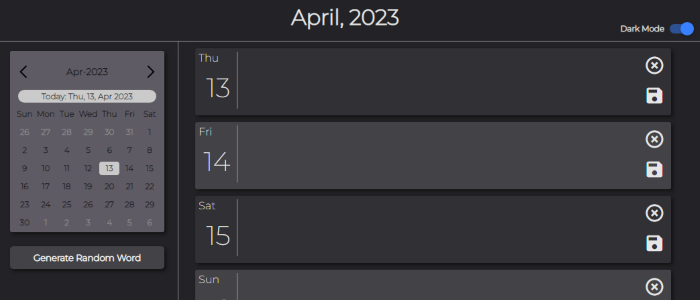 April, 2023
Dark Mode
Apr-2023
Today: Thu, 13, Apr 2023
Sun Mon Tue Wed Thu Fri Sat
26 27 28 29 30 31 1
2 3 4 5 6 7 8
9 10 11 12 13 14 15
16 17 18 19 20 21 22
23 24 25 26 27 28 29
30 1 2 3 4 5 6
Generate Random Word
Thu
13
Fri
14
Sat
15
Sun